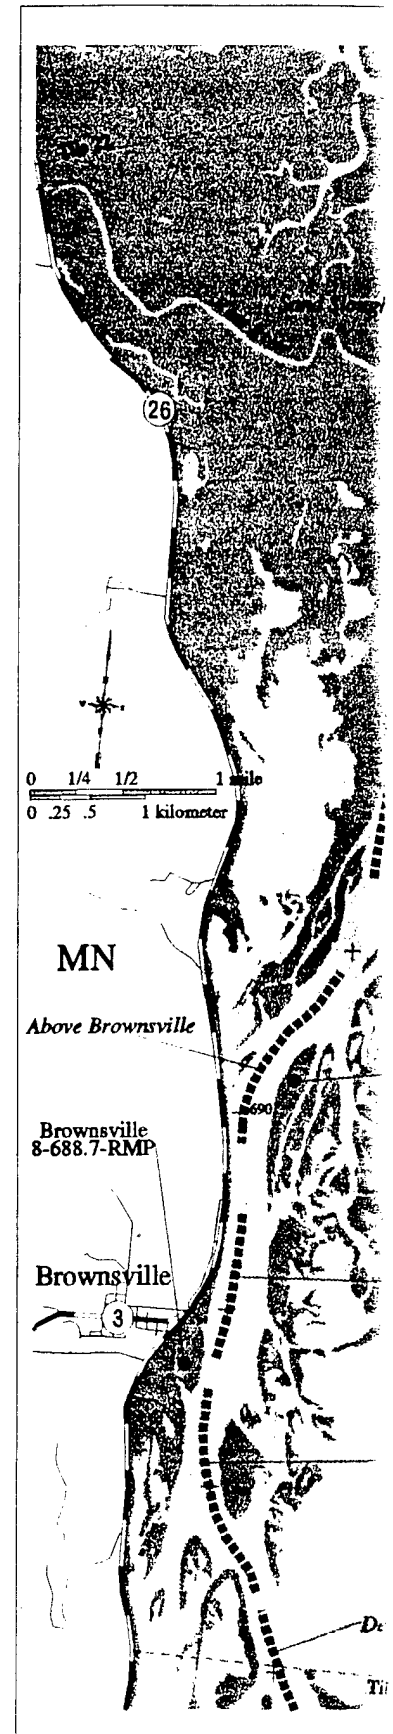 26
0 1/4 1/2 1 mile
0 .25 .5 1 kilometer
MN
Above Brownsville
690
Brownsville
8-688.7-RMP
Brownsville
3